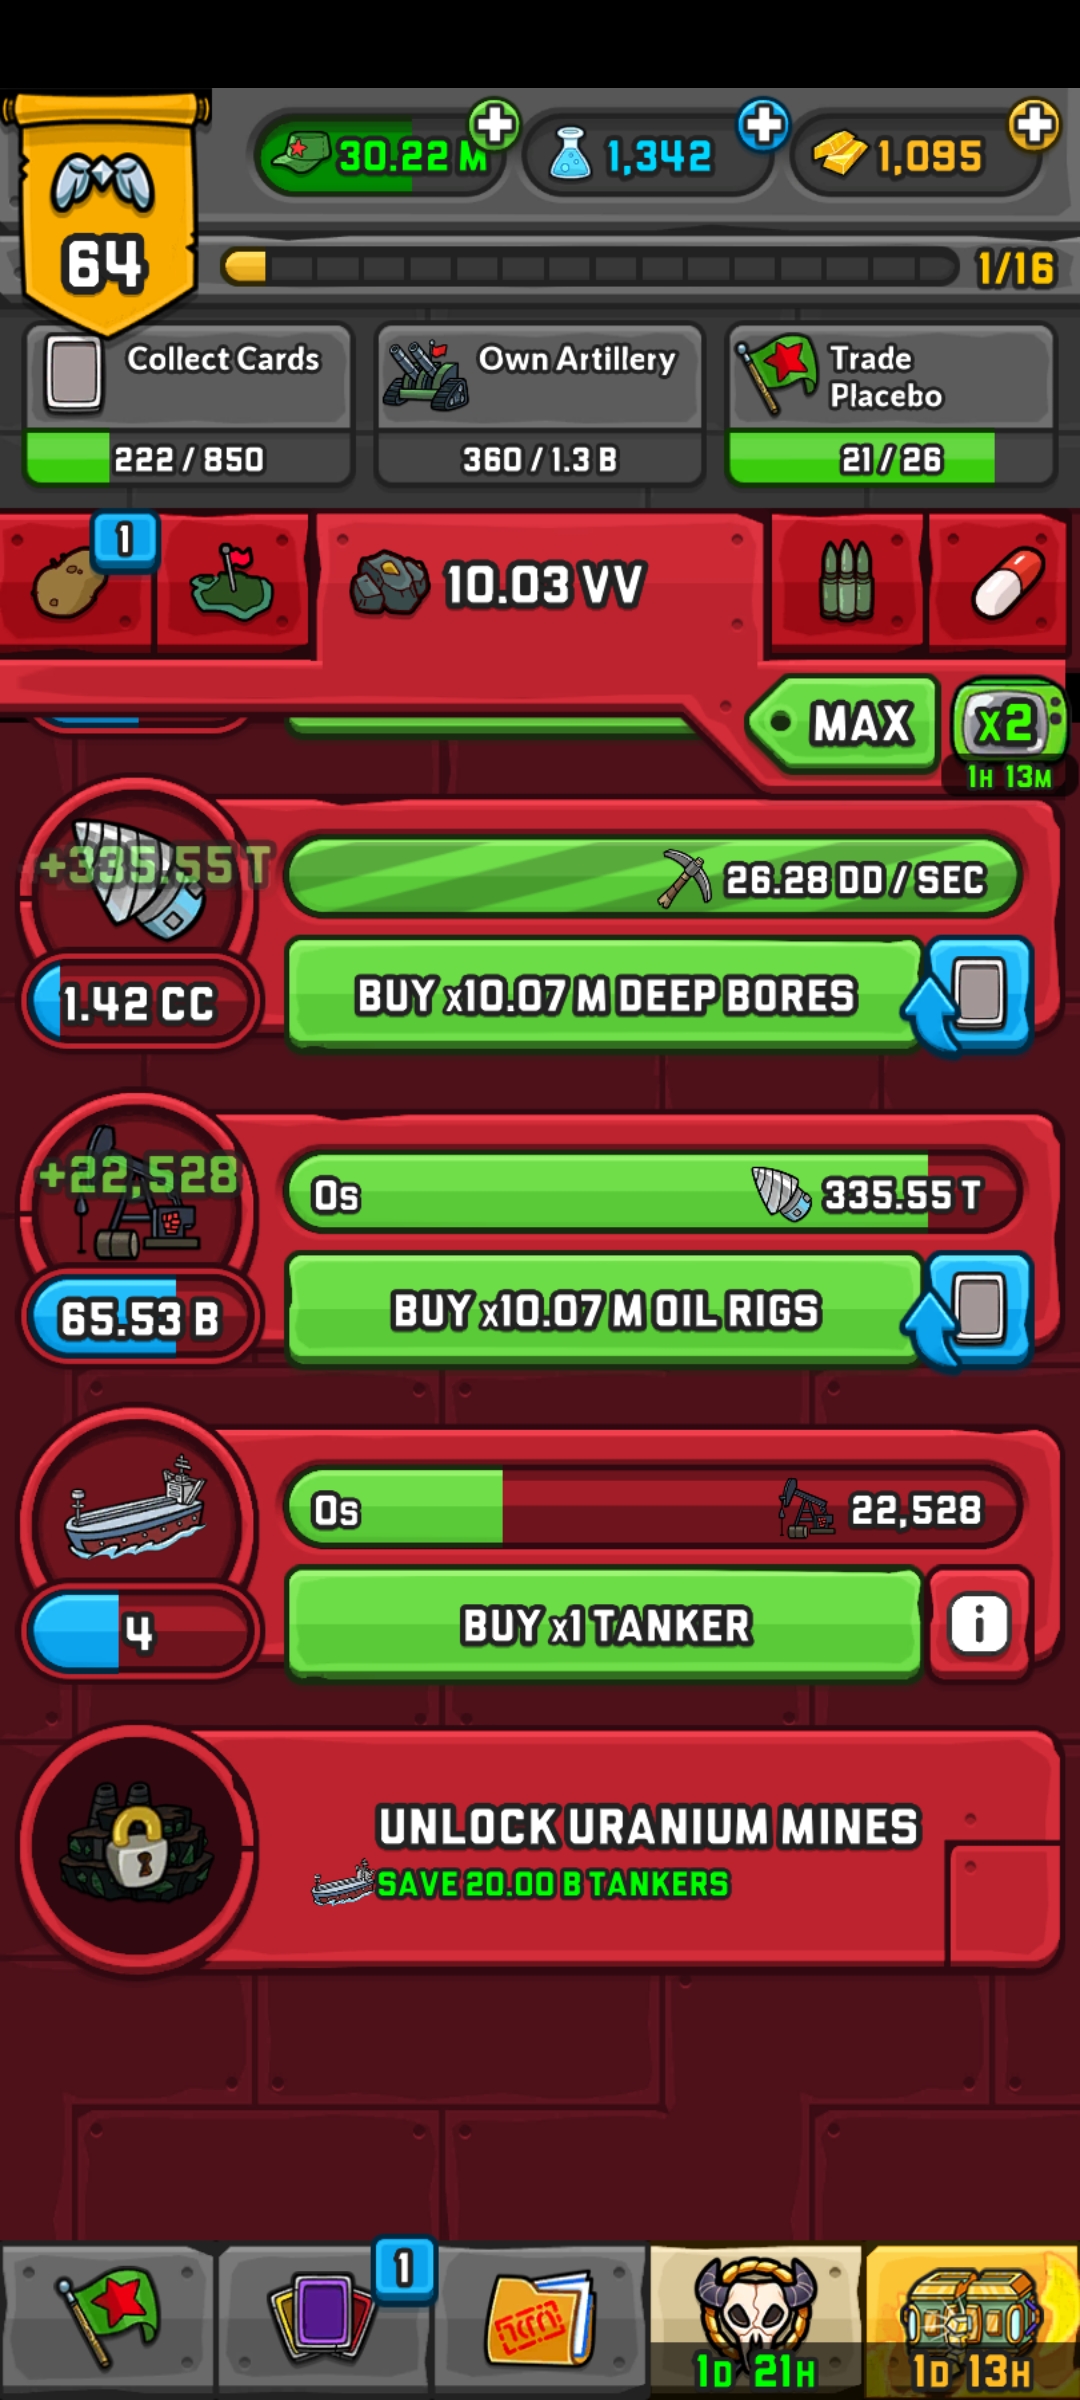 64
30.22 M
1,342
1,095
1/16
Collect Cards
222 / 850
Own Artillery
360 / 1.3 B
Trade
Placebo
21 / 26
1
10.03 VV
MAX
x2
1H 13M
+335.55 T
26.28 DD / SEC
1.42 CC
BUY x10.07 M DEEP BORES
+22,528
0s
335.55 T
65.53 B
BUY x10.07 M OIL RIGS
0s
22,528
4
BUY x1 TANKER
i
UNLOCK URANIUM MINES
SAVE 20.00 B TANKERS
1
1D 21H
1D 13H